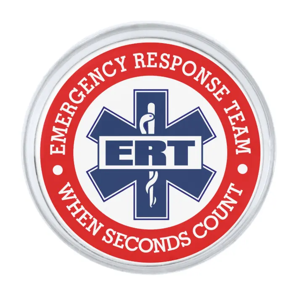 EMERGENCY RESPONSE TEAM
ERT
WHEN SECONDS COUNT